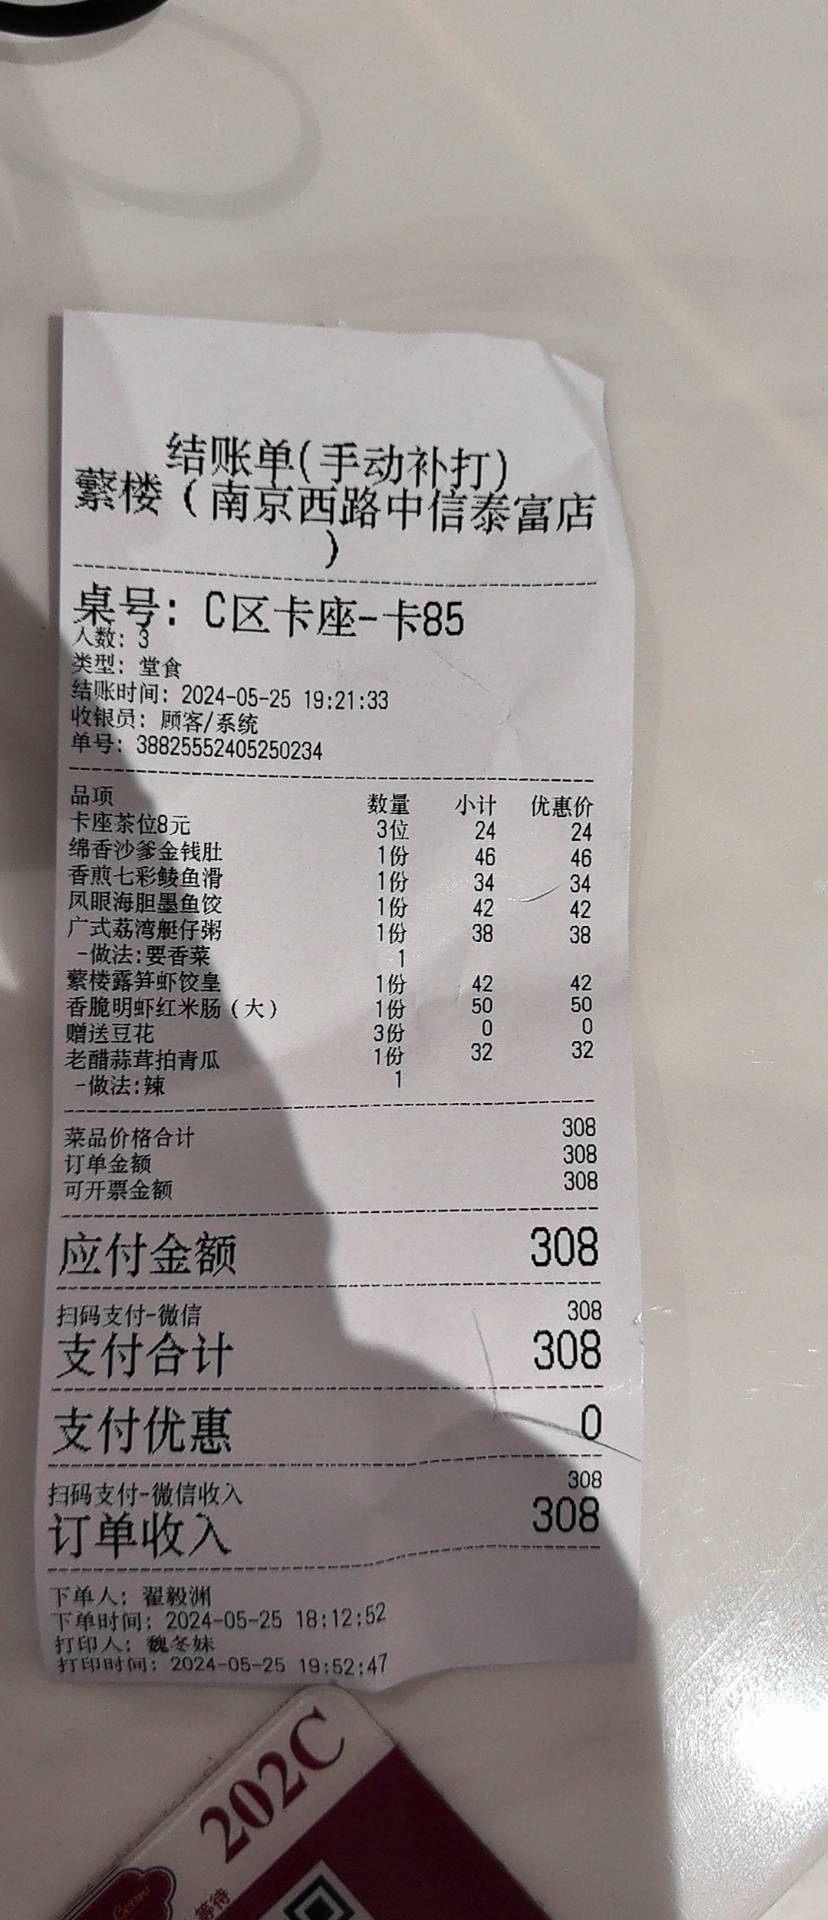 结账单(手动补打)
蘩楼(南京西路中信泰富店
)
桌号: C区卡座-卡85
人数: 3
类型: 堂食
结账时间: 2024-05-25 19:21:33
收银员: 顾客/系统
单号: 38825552405250234
品项 数量 小计 优惠价
卡座茶位8元 3位 24 24
绵香沙爹金钱肚 1份 46 46
香煎七彩鲮鱼滑 1份 34 34
凤眼海胆墨鱼饺 1份 42 42
广式荔湾艇仔粥 1份 38 38
-做法:要香菜 1
蘩楼露笋虾饺皇 1份 42 42
香脆明虾红米肠(大) 1份 50 50
赠送豆花 3份 0 0
老醋蒜茸拍青瓜 1份 32 32
-做法:辣 1
菜品价格合计 308
订单金额 308
可开票金额 308
应付金额 308
扫码支付-微信 308
支付合计 308
支付优惠 0
扫码支付-微信收入 308
订单收入 308
下单人: 翟毅渊
下单时间: 2024-05-25 18:12:52
打印人: 魏冬妹
打印时间: 2024-05-25 19:52:47
202C
等待